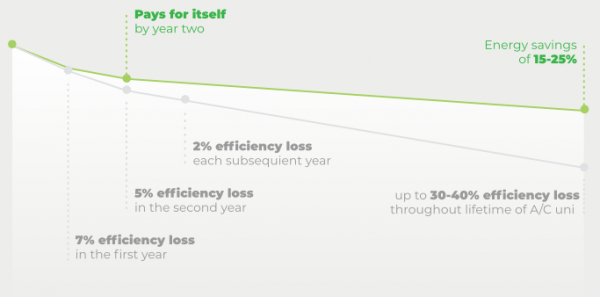 Pays for itself
by year two
Energy savings
of 15-25%
2% efficiency loss
each subsequient year
5% efficiency loss
in the second year
up to 30-40% efficiency loss
throughout lifetime of A/C uni
7% efficiency loss
in the first year